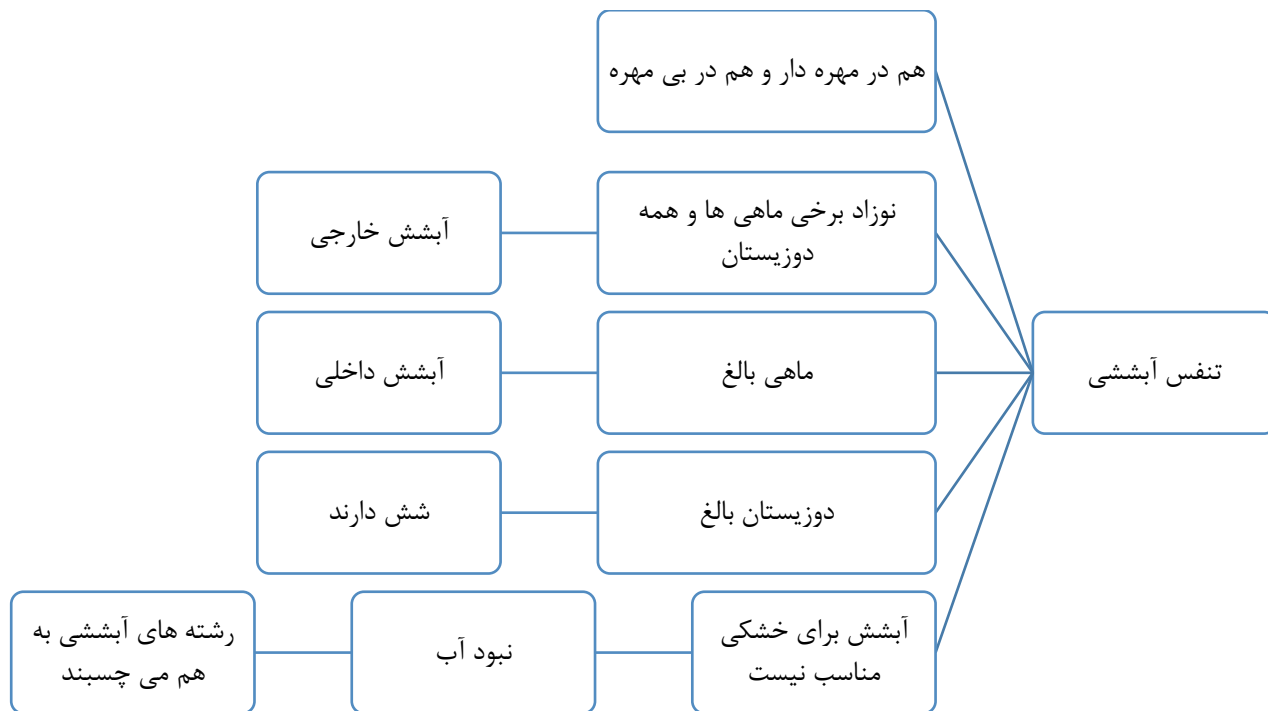 هم در مهره دار و هم در بی مهره
نوزاد برخی ماهی ها و همه
دوزیستان
آبشش خارجی
تنفس آبششی
ماهی بالغ
آبشش داخلی
دوزیستان بالغ
شش دارند
آبشش برای خشکی
مناسب نیست
نبود آب
رشته های آبششی به
هم می چسبند